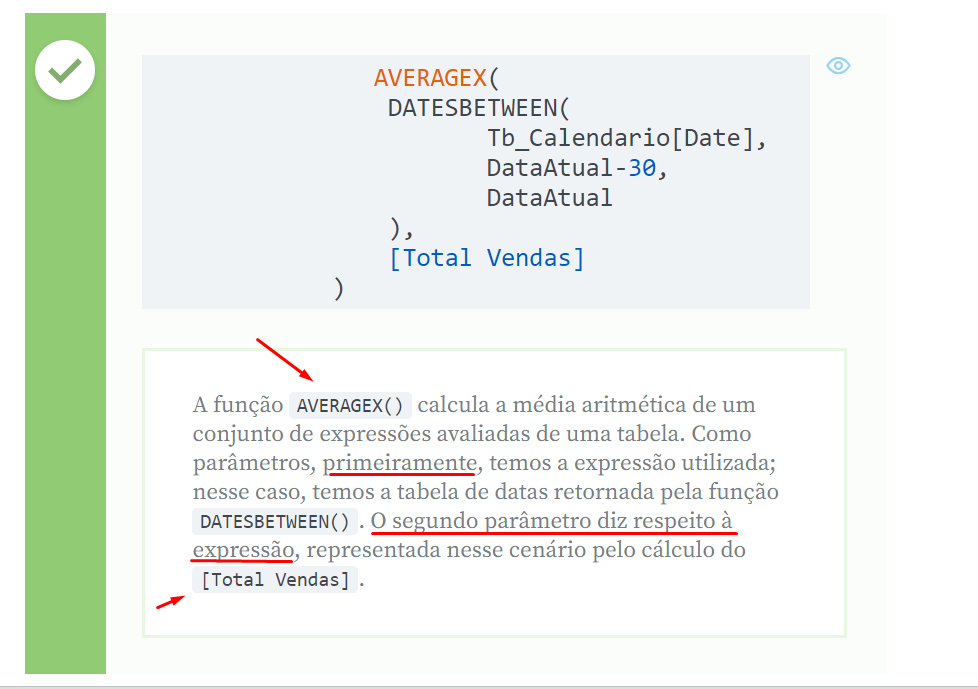 AVERAGEX(
DATESBETWEEN(
Tb_Calendario[Date],
DataAtual-30,
DataAtual
),
[Total Vendas]
)
A função AVERAGEX() calcula a média aritmética de um
conjunto de expressões avaliadas de uma tabela. Como
parâmetros, primeiramente, temos a expressão utilizada;
nesse caso, temos a tabela de datas retornada pela função
DATESBETWEEN(). O segundo parâmetro diz respeito à
expressão, representada nesse cenário pelo cálculo do
[Total Vendas].